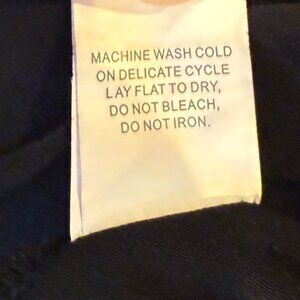 MACHINE WASH COLD
ON DELICATE CYCLE
LAY FLAT TO DRY,
DO NOT BLEACH,
DO NOT IRON.